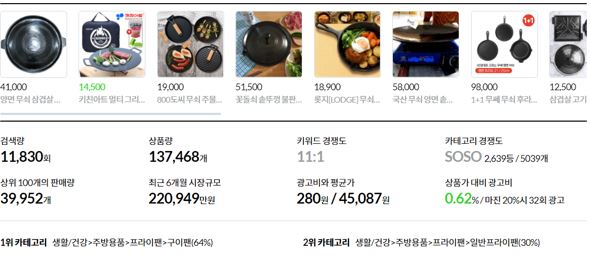 1+1
41,000
14,500
19,000
51,500
18,900
58,000
98,000
12,500
양면 무쇠 삼겹살...
키친아트 멀티 그리...
800도씨 무쇠 주물...
꽃돌쇠 솥뚜껑 불판...
롯지[LODGE] 무쇠...
국산 무쇠 양면 솥...
1+1 무쎄 무쇠 후라...
삼겹살 고기
검색량
상품량
키워드 경쟁도
카테고리 경쟁도
11,830회
137,468개
11:1
SOSO 2,639등 / 5039개
상위 100개의 판매량
최근 6개월 시장규모
광고비와 평균가
상품가 대비 광고비
39,952개
220,949만원
280원 / 45,087원
0.62% / 마진 20%시 32회 광고
1위 카테고리 생활/건강>주방용품>프라이팬>구이팬(64%)
2위 카테고리 생활/건강>주방용품>프라이팬>일반프라이팬(30%)